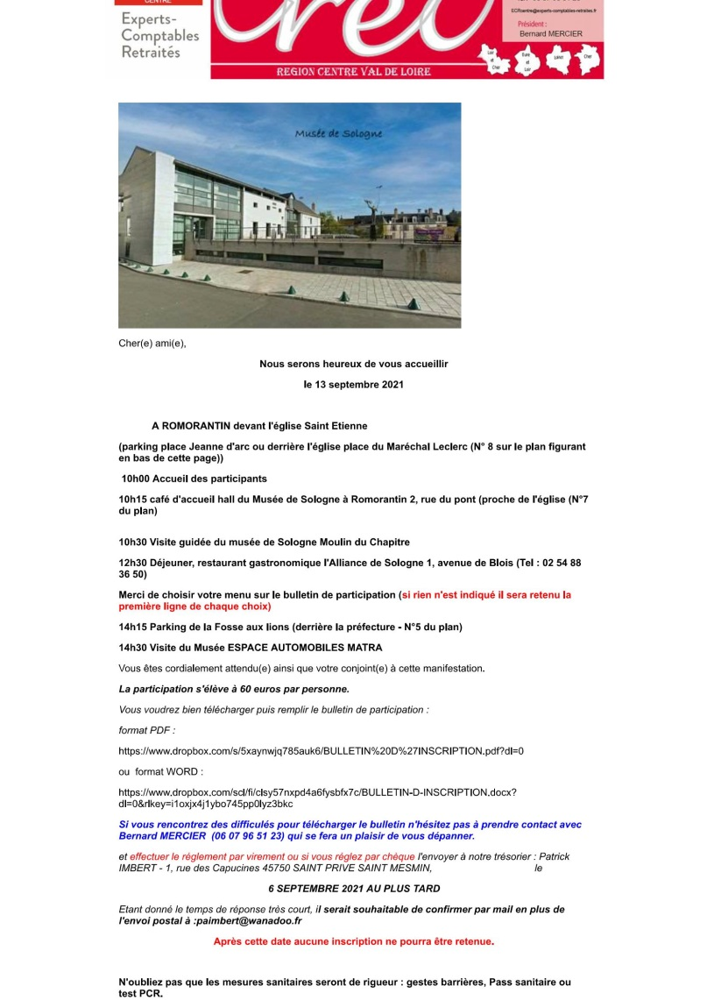 CENTRE
Experts-
Comptables
Retraités
Crec
REGION CENTRE VAL DE LOIRE
ECRcentre@experts-comptables-retraites.fr
Président :
Bernard MERCIER
Loir
et
Cher
Eure
et
Loir
Loiret
Cher
Musée de Sologne
Cher(e) ami(e),
Nous serons heureux de vous accueillir
le 13 septembre 2021
A ROMORANTIN devant l'église Saint Etienne
(parking place Jeanne d'arc ou derrière l'église place du Maréchal Leclerc (N° 8 sur le plan figurant
en bas de cette page))
10h00 Accueil des participants
10h15 café d'accueil hall du Musée de Sologne à Romorantin 2, rue du pont (proche de l'église (N°7
du plan)
10h30 Visite guidée du musée de Sologne Moulin du Chapitre
12h30 Déjeuner, restaurant gastronomique l'Alliance de Sologne 1, avenue de Blois (Tel : 02 54 88
36 50)
Merci de choisir votre menu sur le bulletin de participation (si rien n'est indiqué il sera retenu la
première ligne de chaque choix)
14h15 Parking de la Fosse aux lions (derrière la préfecture - N°5 du plan)
14h30 Visite du Musée ESPACE AUTOMOBILES MATRA
Vous êtes cordialement attendu(e) ainsi que votre conjoint(e) à cette manifestation.
La participation s'élève à 60 euros par personne.
Vous voudrez bien télécharger puis remplir le bulletin de participation :
format PDF :
https://www.dropbox.com/s/5xaynwjq785auk6/BULLETIN%20D%27INSCRIPTION.pdf?dl=0
ou format WORD :
https://www.dropbox.com/scl/fi/clsy57nxpd4a6fysbfx7c/BULLETIN-D-INSCRIPTION.docx?
dl=0&rlkey=i1oxjx4j1ybo745pp0lyz3bkc
Si vous rencontrez des difficulés pour télécharger le bulletin n'hésitez pas à prendre contact avec
Bernard MERCIER (06 07 96 51 23) qui se fera un plaisir de vous dépanner.
et effectuer le réglement par virement ou si vous réglez par chèque l'envoyer à notre trésorier : Patrick
IMBERT - 1, rue des Capucines 45750 SAINT PRIVE SAINT MESMIN, le
6 SEPTEMBRE 2021 AU PLUS TARD
Etant donné le temps de réponse très court, il serait souhaitable de confirmer par mail en plus de
l'envoi postal à :paimbert@wanadoo.fr
Après cette date aucune inscription ne pourra être retenue.
N'oubliez pas que les mesures sanitaires seront de rigueur : gestes barrières, Pass sanitaire ou
test PCR.